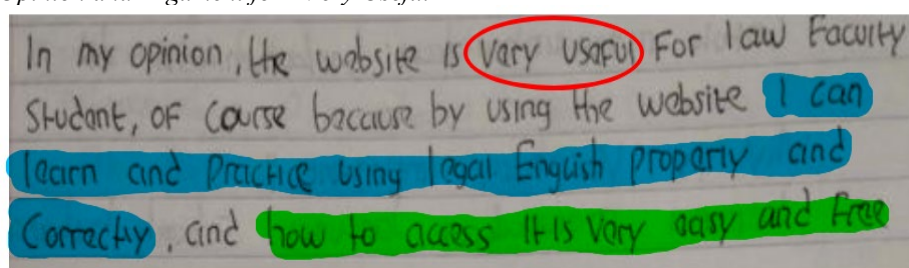 In my opinion, the website is very useful For law Faculty
Student, of course because by using the website I can
learn and Practice using legal English properly and
Correctly, and how to access it is very easy and free